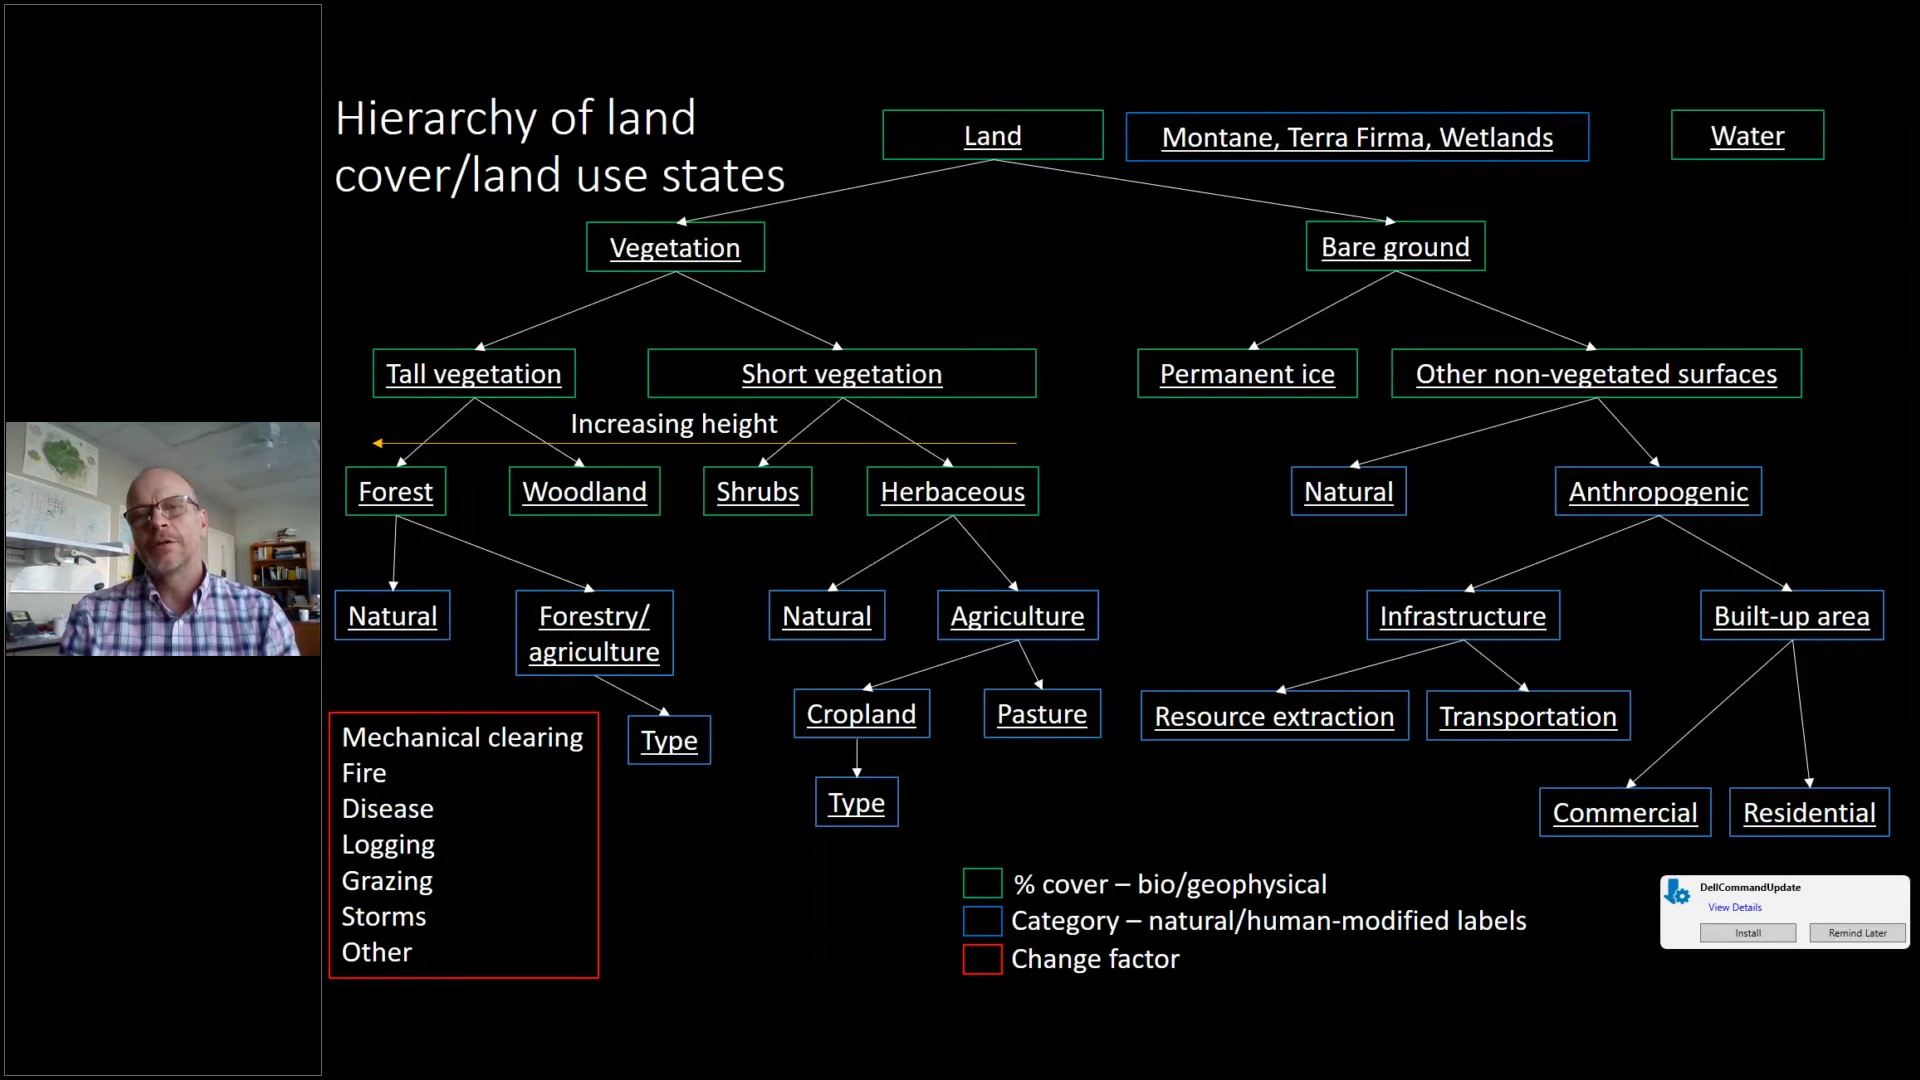 Hierarchy of land
cover/land use states
Land
Montane, Terra Firma, Wetlands
Water
Vegetation
Bare ground
Tall vegetation
Short vegetation
Permanent ice
Other non-vegetated surfaces
Increasing height
Forest
Woodland
Shrubs
Herbaceous
Natural
Anthropogenic
Natural
Forestry/
agriculture
Natural
Agriculture
Infrastructure
Built-up area
Type
Cropland
Pasture
Resource extraction
Transportation
Type
Commercial
Residential
Mechanical clearing
Fire
Disease
Logging
Grazing
Storms
Other
% cover – bio/geophysical
Category – natural/human-modified labels
Change factor
DellCommandUpdate
View Details
Install
Remind Later